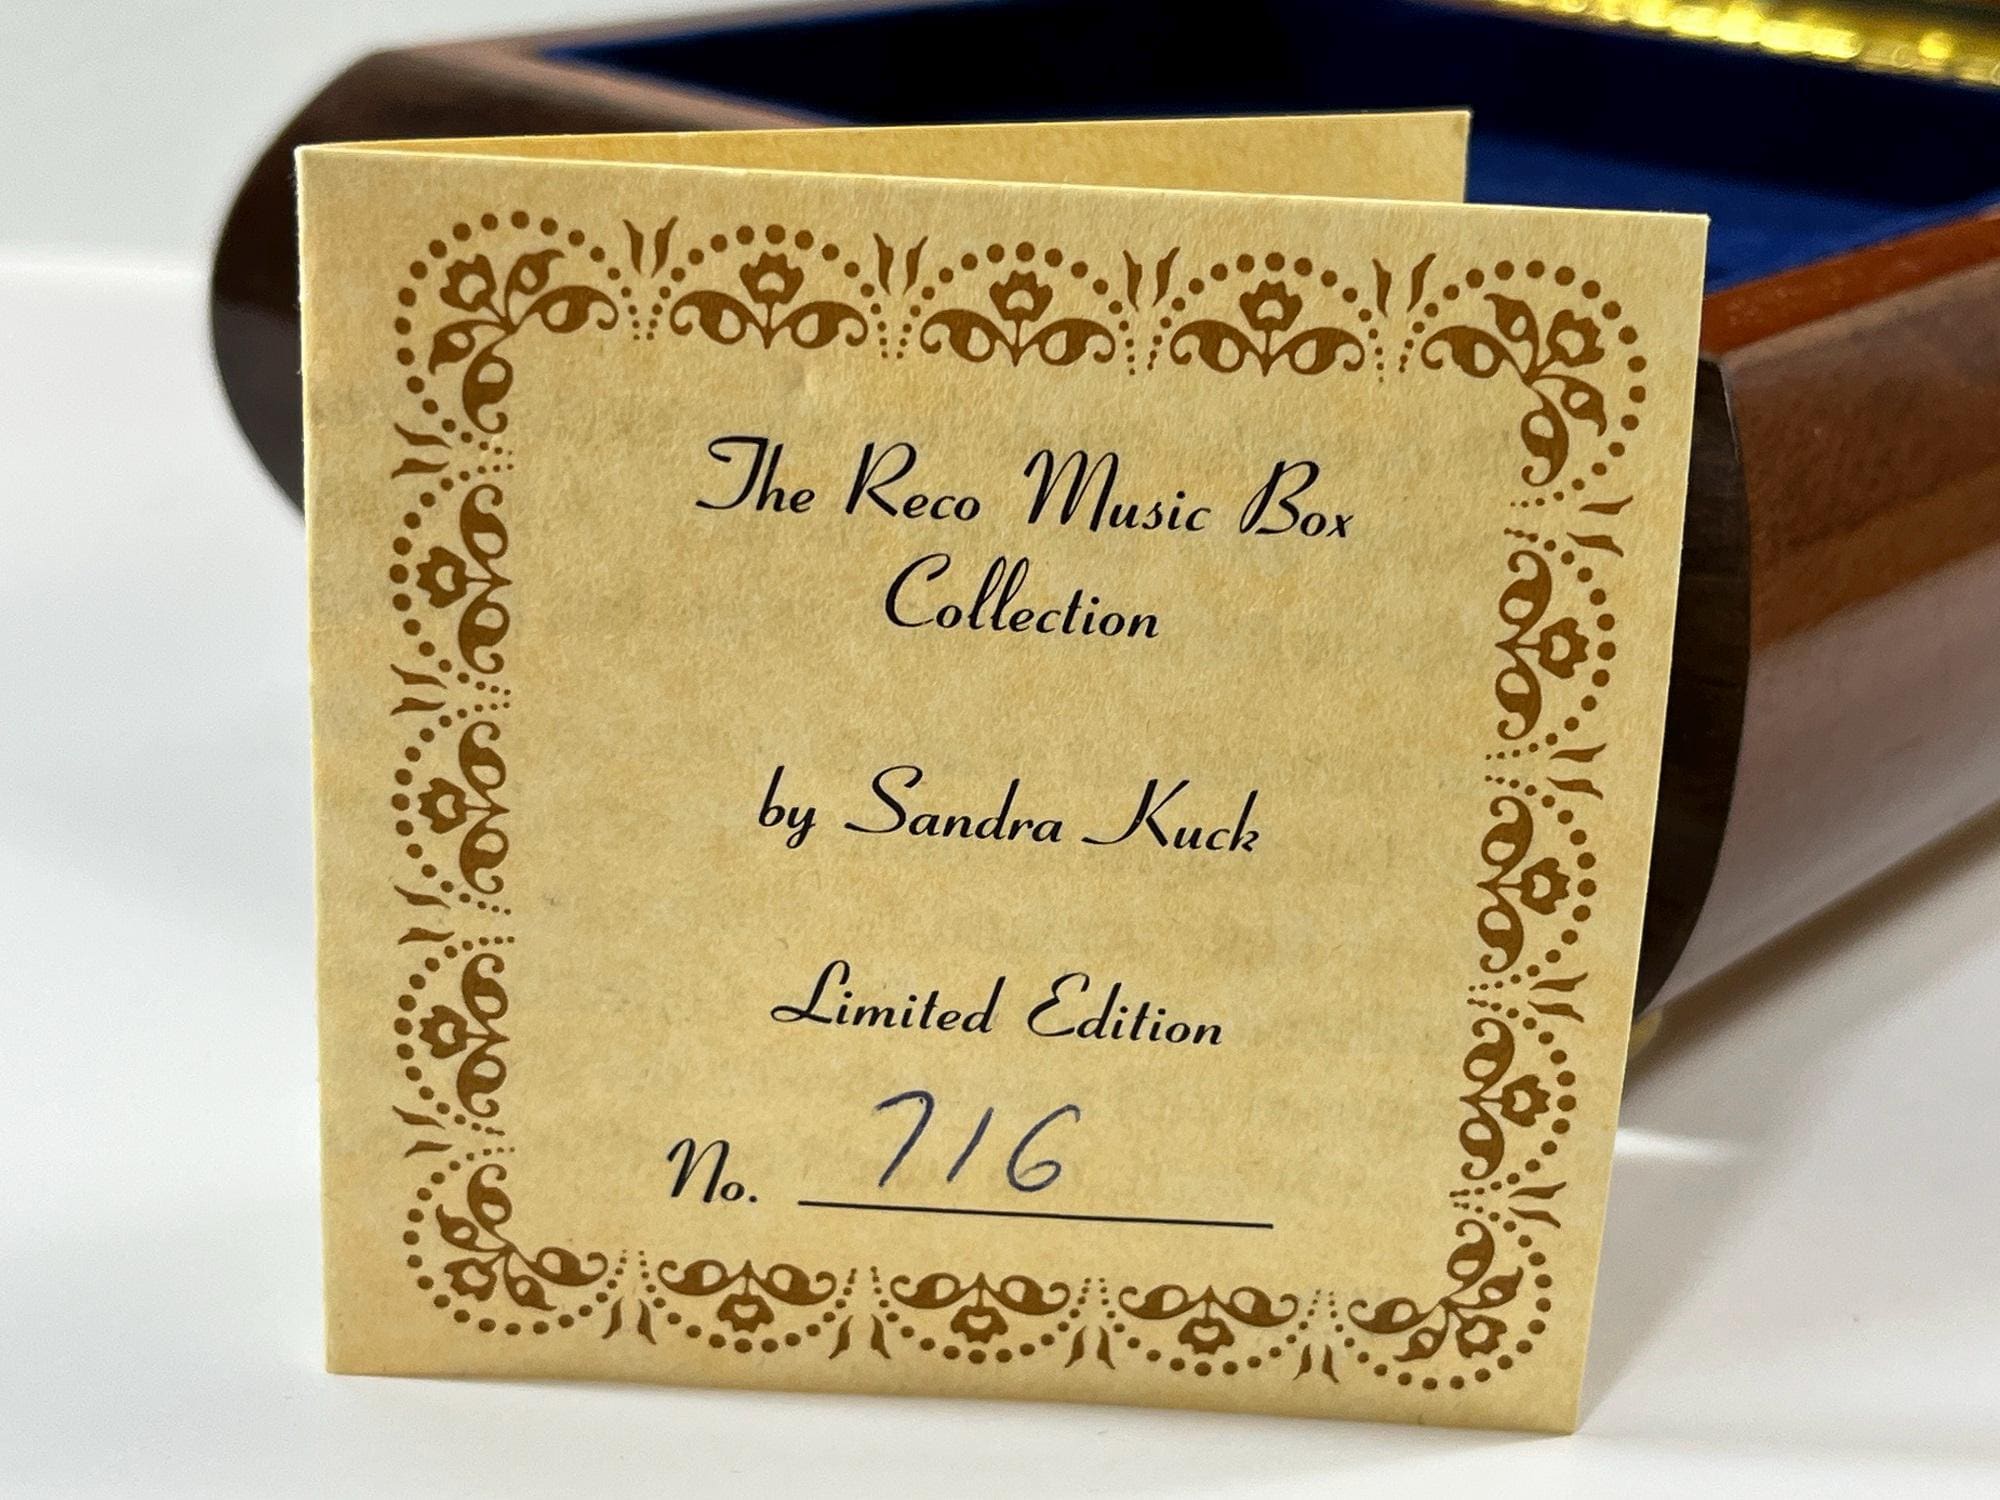 The Reco Music Box
Collection
by Sandra Kuck
Limited Edition
No. 716